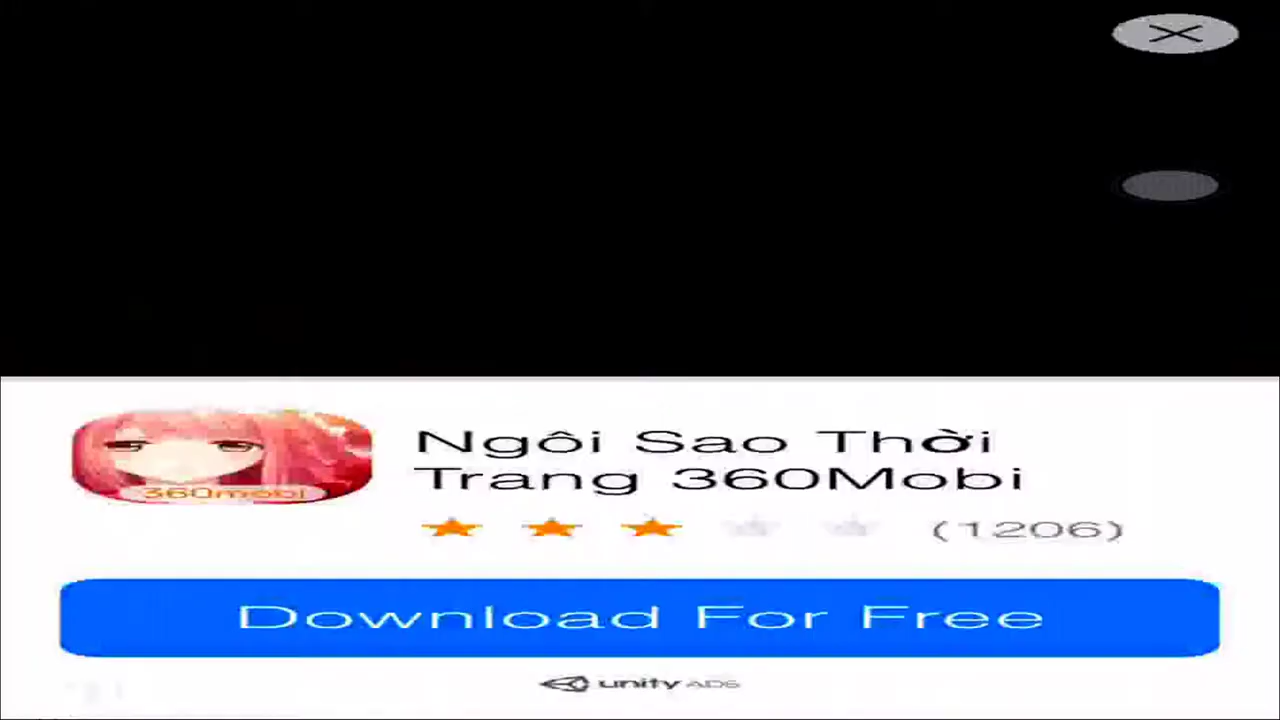 360mobi
Ngôi Sao Thời
Trang 360Mobi
(1206)
Download For Free
unity ADS